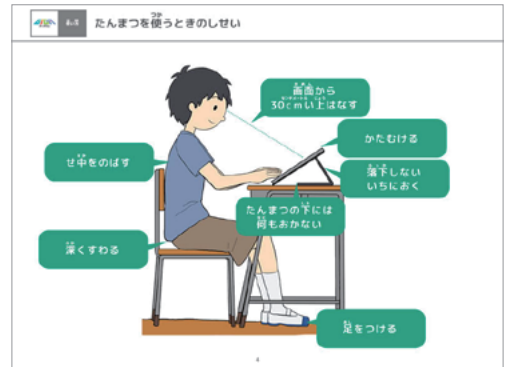 たんまつを使うときのしせい
画面から
30cmい上はなす
かたむける
せ中をのばす
落下しない
いちにおく
たんまつの下には
何もおかない
深くすわる
足をつける
4